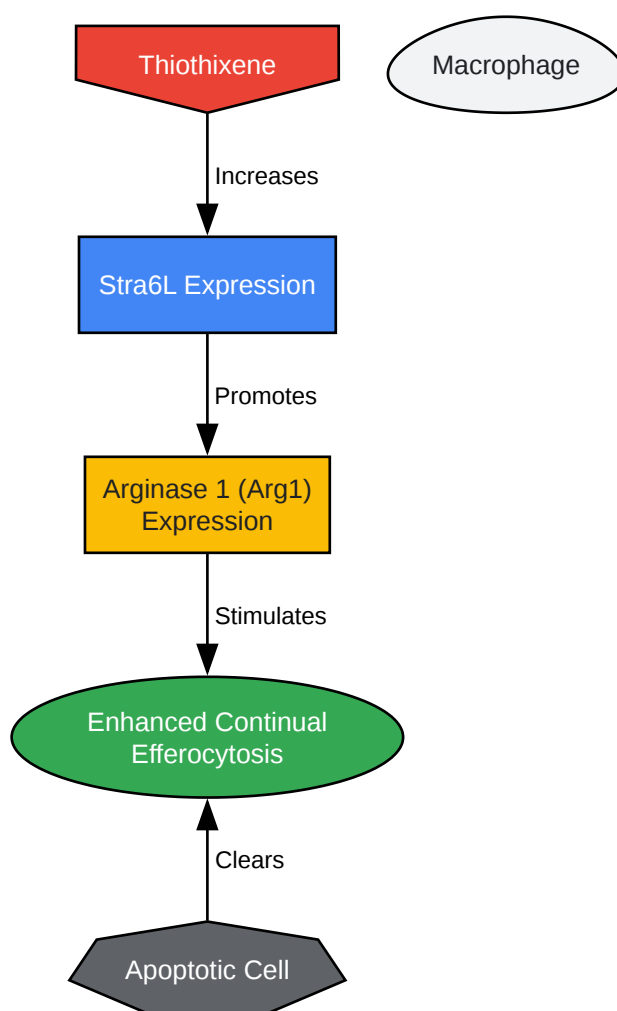 Thiothixene
Macrophage
Increases
Stra6L Expression
Promotes
Arginase 1 (Arg1)
Expression
Stimulates
Enhanced Continual
Efferocytosis
Clears
Apoptotic Cell